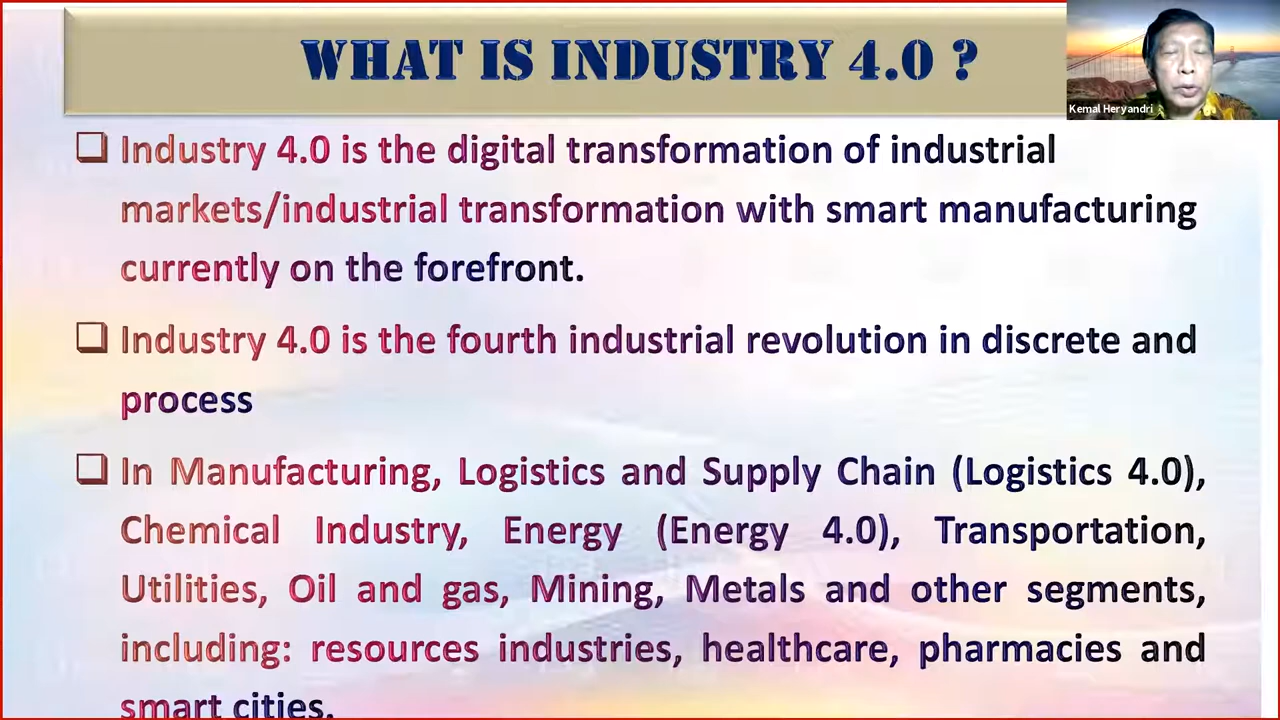 WHAT IS INDUSTRY 4.0 ?
Kemal Heryandri
❑ Industry 4.0 is the digital transformation of industrial
markets/industrial transformation with smart manufacturing
currently on the forefront.
❑ Industry 4.0 is the fourth industrial revolution in discrete and
process
❑ In Manufacturing, Logistics and Supply Chain (Logistics 4.0),
Chemical Industry, Energy (Energy 4.0), Transportation,
Utilities, Oil and gas, Mining, Metals and other segments,
including: resources industries, healthcare, pharmacies and
smart cities.